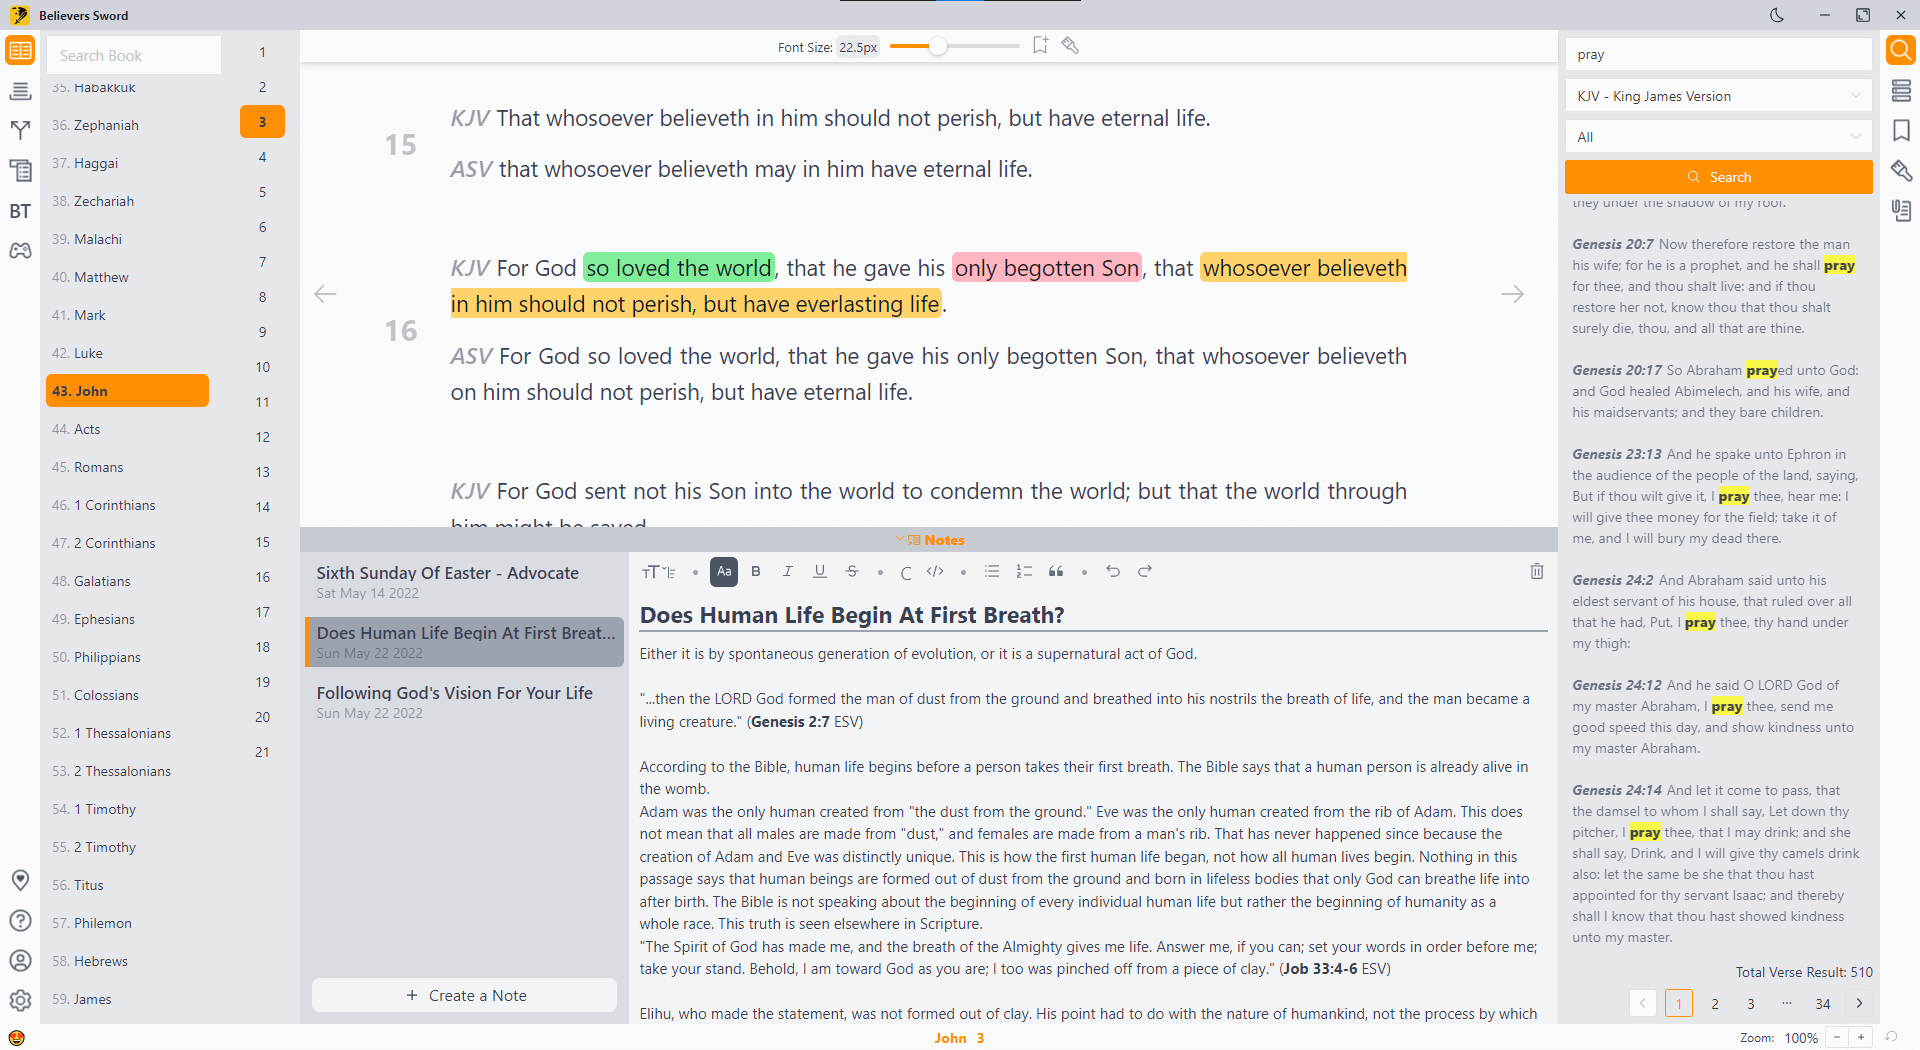 Believers Sword
Search Book
35. Habakkuk
36. Zephaniah
37. Haggai
38. Zechariah
39. Malachi
40. Matthew
41. Mark
42. Luke
43. John
44. Acts
45. Romans
46. 1 Corinthians
47. 2 Corinthians
48. Galatians
49. Ephesians
50. Philippians
51. Colossians
52. 1 Thessalonians
53. 2 Thessalonians
54. 1 Timothy
55. 2 Timothy
56. Titus
57. Philemon
58. Hebrews
59. James
BT
1
2
3
4
5
6
7
8
9
10
11
12
13
14
15
16
17
18
19
20
21
Font Size: 22.5px
15
KJV That whosoever believeth in him should not perish, but have eternal life.
ASV that whosoever believeth may in him have eternal life.
16
KJV For God so loved the world, that he gave his only begotten Son, that whosoever believeth
in him should not perish, but have everlasting life.
ASV For God so loved the world, that he gave his only begotten Son, that whosoever believeth
on him should not perish, but have eternal life.
KJV For God sent not his Son into the world to condemn the world; but that the world through
him might be saved.
Notes
Sixth Sunday Of Easter - Advocate
Sat May 14 2022
Does Human Life Begin At First Breat...
Sun May 22 2022
Following God's Vision For Your Life
Sun May 22 2022
+ Create a Note
TT Aa B I U S C </>
Does Human Life Begin At First Breath?
Either it is by spontaneous generation of evolution, or it is a supernatural act of God.
"...then the LORD God formed the man of dust from the ground and breathed into his nostrils the breath of life, and the man became a
living creature." (Genesis 2:7 ESV)
According to the Bible, human life begins before a person takes their first breath. The Bible says that a human person is already alive in
the womb.
Adam was the only human created from "the dust from the ground." Eve was the only human created from the rib of Adam. This does
not mean that all males are made from "dust," and females are made from a man's rib. That has never happened since because the
creation of Adam and Eve was distinctly unique. This is how the first human life began, not how all human lives begin. Nothing in this
passage says that human beings are formed out of dust from the ground and born in lifeless bodies that only God can breathe life into
after birth. The Bible is not speaking about the beginning of every individual human life but rather the beginning of humanity as a
whole race. This truth is seen elsewhere in Scripture.
"The Spirit of God has made me, and the breath of the Almighty gives me life. Answer me, if you can; set your words in order before me;
take your stand. Behold, I am toward God as you are; I too was pinched off from a piece of clay." (Job 33:4-6 ESV)
Elihu, who made the statement, was not formed out of clay. His point had to do with the nature of humankind, not the process by which
pray
KJV - King James Version
All
Search
they under the shadow of my roof.
Genesis 20:7 Now therefore restore the man
his wife; for he is a prophet, and he shall pray
for thee, and thou shalt live: and if thou
restore her not, know thou that thou shalt
surely die, thou, and all that are thine.
Genesis 20:17 So Abraham prayed unto God:
and God healed Abimelech, and his wife, and
his maidservants; and they bare children.
Genesis 23:13 And he spake unto Ephron in
the audience of the people of the land, saying,
But if thou wilt give it, I pray thee, hear me: I
will give thee money for the field; take it of
me, and I will bury my dead there.
Genesis 24:2 And Abraham said unto his
eldest servant of his house, that ruled over all
that he had, Put, I pray thee, thy hand under
my thigh:
Genesis 24:12 And he said O LORD God of
my master Abraham, I pray thee, send me
good speed this day, and show kindness unto
my master Abraham.
Genesis 24:14 And let it come to pass, that
the damsel to whom I shall say, Let down thy
pitcher, I pray thee, that I may drink; and she
shall say, Drink, and I will give thy camels drink
also: let the same be she that thou hast
appointed for thy servant Isaac; and thereby
shall I know that thou hast showed kindness
unto my master.
Total Verse Result: 510
1 2 3 ... 34
John 3
Zoom: 100% - +